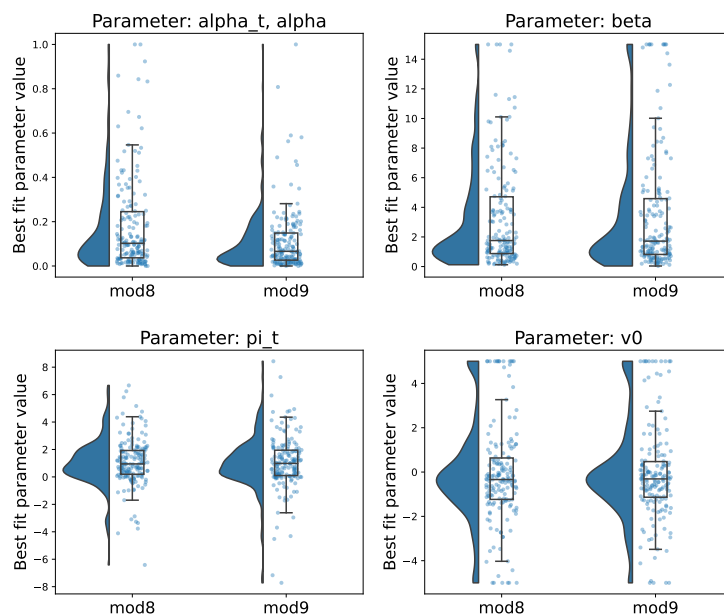 Parameter: alpha_t, alpha
Best fit parameter value
1.0
0.8
0.6
0.4
0.2
0.0
mod8
mod9
Parameter: beta
Best fit parameter value
14
12
10
8
6
4
2
0
mod8
mod9
Parameter: pi_t
Best fit parameter value
8
6
4
2
0
−2
−4
−6
−8
mod8
mod9
Parameter: v0
Best fit parameter value
4
2
0
−2
−4
mod8
mod9